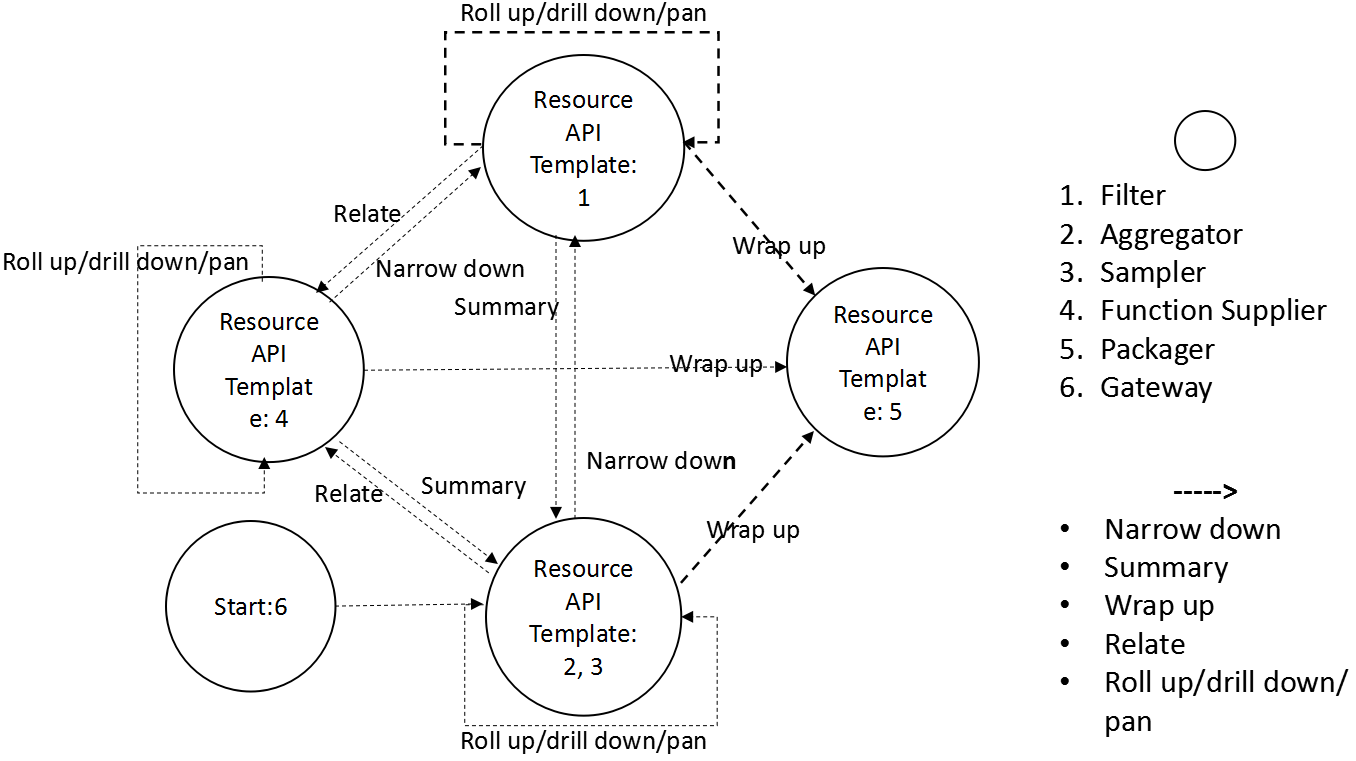 Roll up/drill down/pan
Resource
API
Template:
1
Relate
Narrow down
Summary
Wrap up
Roll up/drill down/pan
Resource
API
Templat
e: 4
Wrap up
Resource
API
Templat
e: 5
Narrow down
Relate
Summary
Wrap up
Start:6
Resource
API
Template:
2, 3
Roll up/drill down/pan
1. Filter
2. Aggregator
3. Sampler
4. Function Supplier
5. Packager
6. Gateway
----->
• Narrow down
• Summary
• Wrap up
• Relate
• Roll up/drill down/
pan